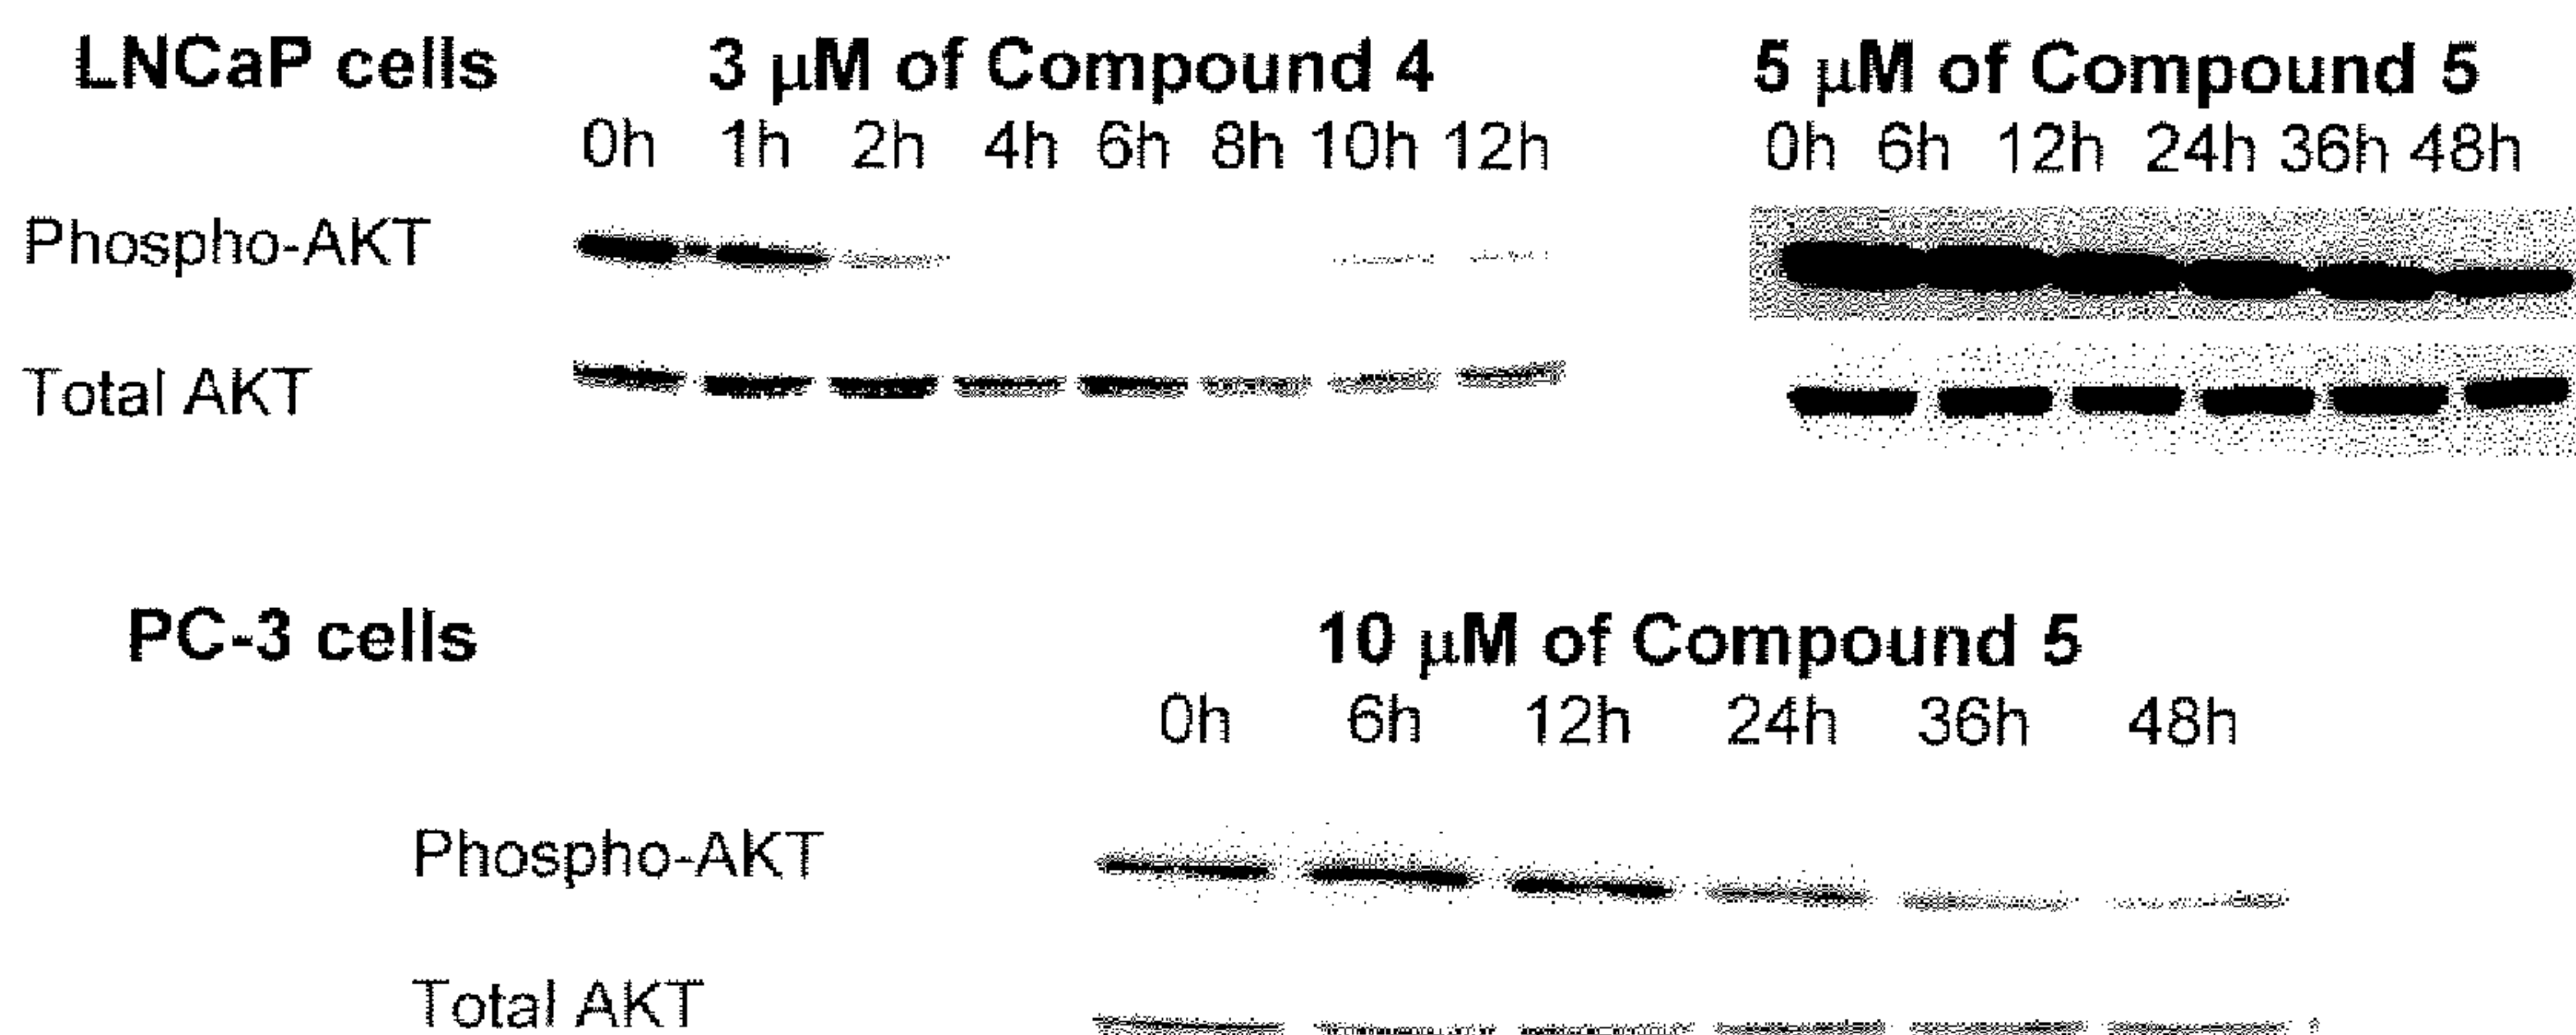 LNCaP cells 3 μM of Compound 4 5 μM of Compound 5
0h 1h 2h 4h 6h 8h 10h 12h 0h 6h 12h 24h 36h 48h
Phospho-AKT
Total AKT
PC-3 cells 10 μM of Compound 5
0h 6h 12h 24h 36h 48h
Phospho-AKT
Total AKT